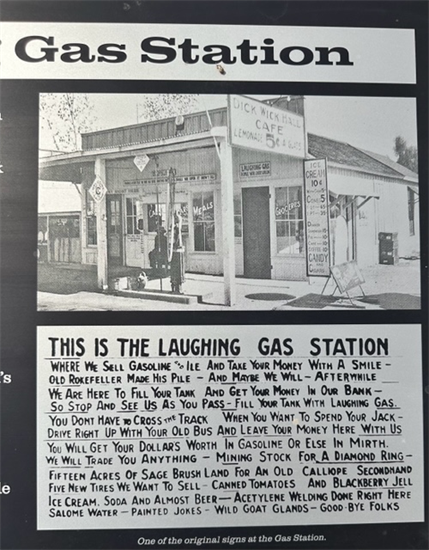 Gas Station
DICK WICK HALL
CAFE
LEMONADE 5¢ A GLASS
LAUGHING GAS
MEALS
GROCERIES
ICE
CREAM
10¢
CANDY
THIS IS THE LAUGHING GAS STATION
WHERE WE SELL GASOLINE AND ILE AND TAKE YOUR MONEY WITH A SMILE -
OLD ROKEFELLER MADE HIS PILE - AND MAYBE WE WILL - AFTERWHILE
WE ARE HERE TO FILL YOUR TANK AND GET YOUR MONEY IN OUR BANK -
SO STOP AND SEE US AS YOU PASS - FILL YOUR TANK WITH LAUGHING GAS.
YOU DONT HAVE TO CROSS THE TRACK WHEN YOU WANT TO SPEND YOUR JACK -
DRIVE RIGHT UP WITH YOUR OLD BUS AND LEAVE YOUR MONEY HERE WITH US
YOU WILL GET YOUR DOLLARS WORTH IN GASOLINE OR ELSE IN MIRTH.
WE WILL TRADE YOU ANYTHING - MINING STOCK FOR A DIAMOND RING -
FIFTEEN ACRES OF SAGE BRUSH LAND FOR AN OLD CALLIOPE SECONDHAND
FIVE NEW TIRES WE WANT TO SELL - CANNED TOMATOES AND BLACKBERRY JELL
ICE CREAM, SODA AND ALMOST BEER - ACETYLENE WELDING DONE RIGHT HERE
SALOME WATER - PAINTED JOKES - WILD GOAT GLANDS - GOOD-BYE FOLKS
One of the original signs at the Gas Station.